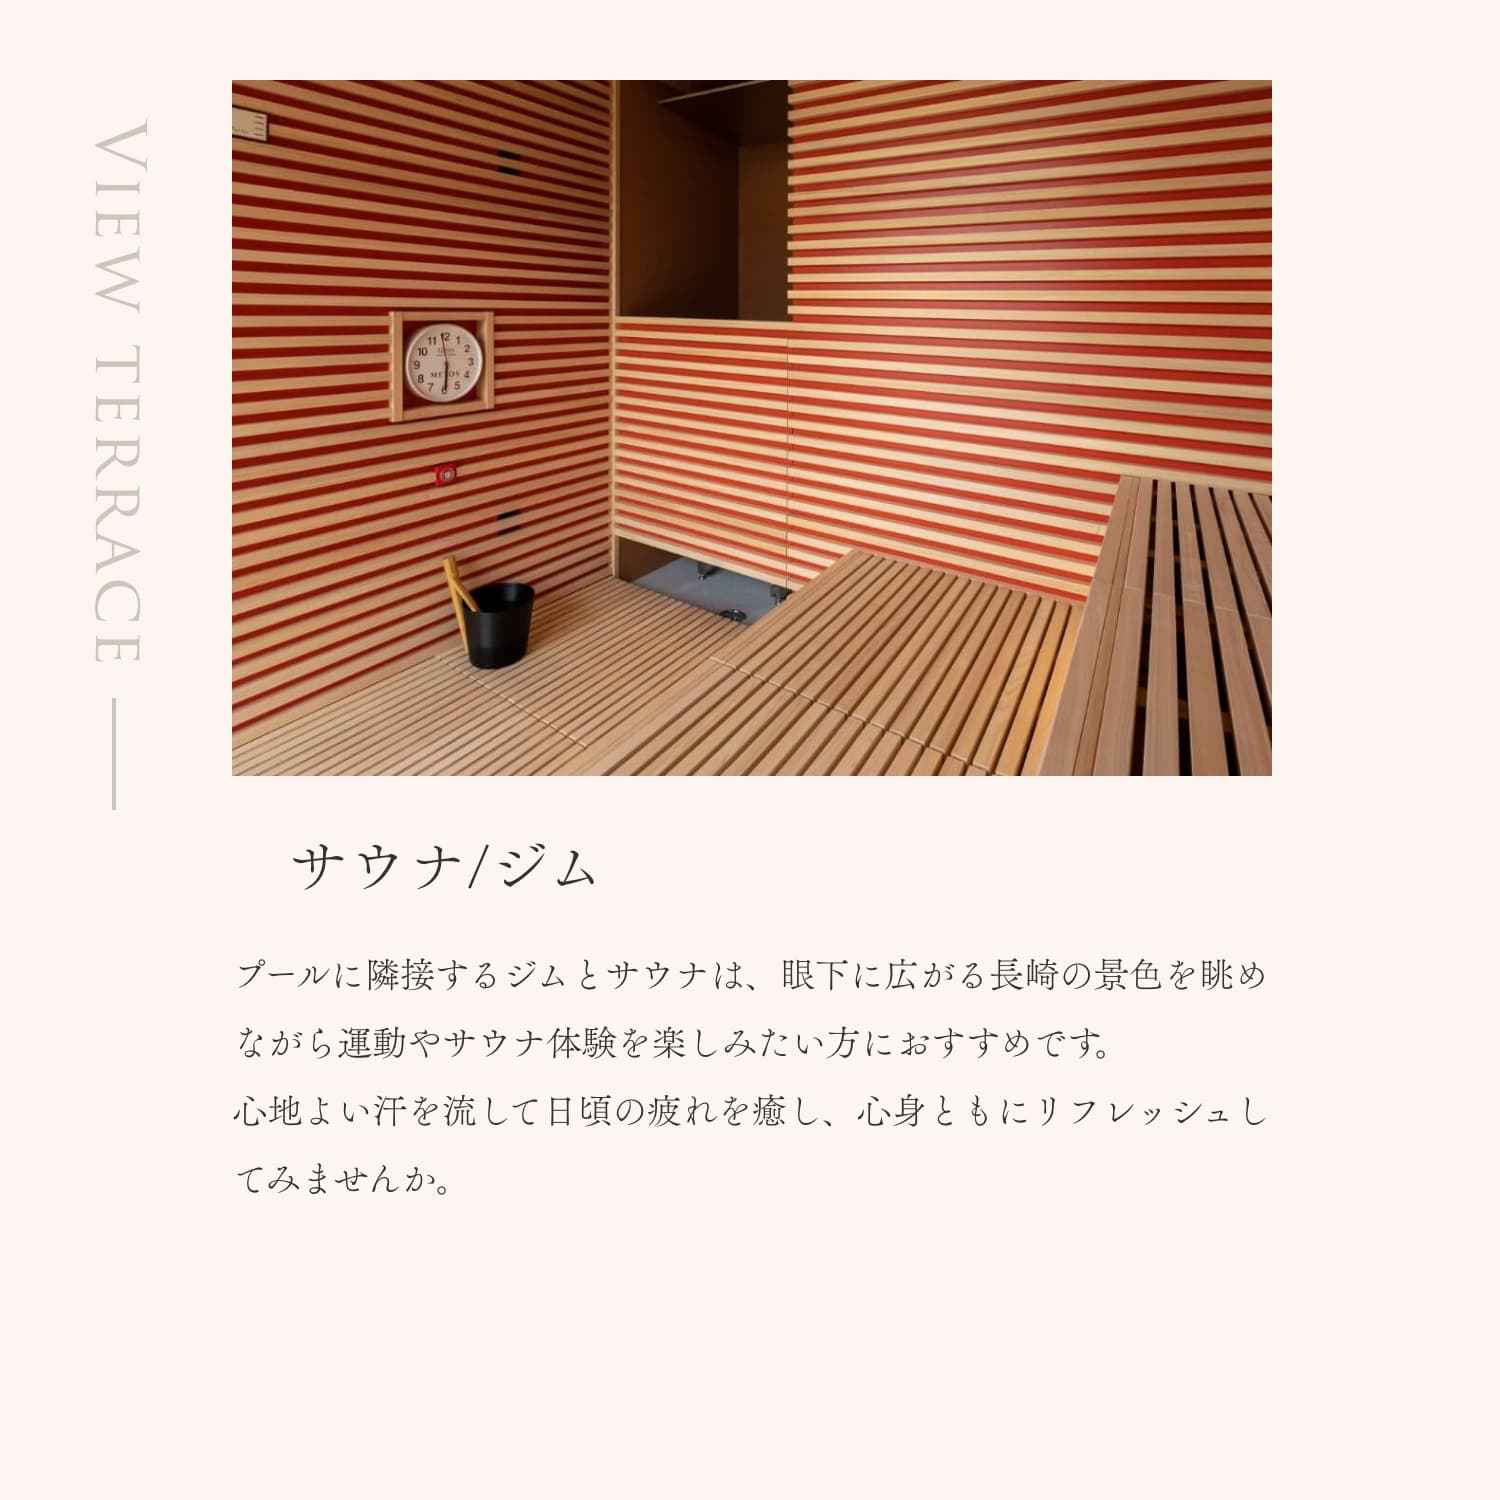 VIEW TERRACE
11 12 1
10 2
9 3
8 METOS 4
7 6 5
サウナ/ジム
プールに隣接するジムとサウナは、眼下に広がる長崎の景色を眺め
ながら運動やサウナ体験を楽しみたい方におすすめです。
心地よい汗を流して日頃の疲れを癒し、心身ともにリフレッシュし
てみませんか。